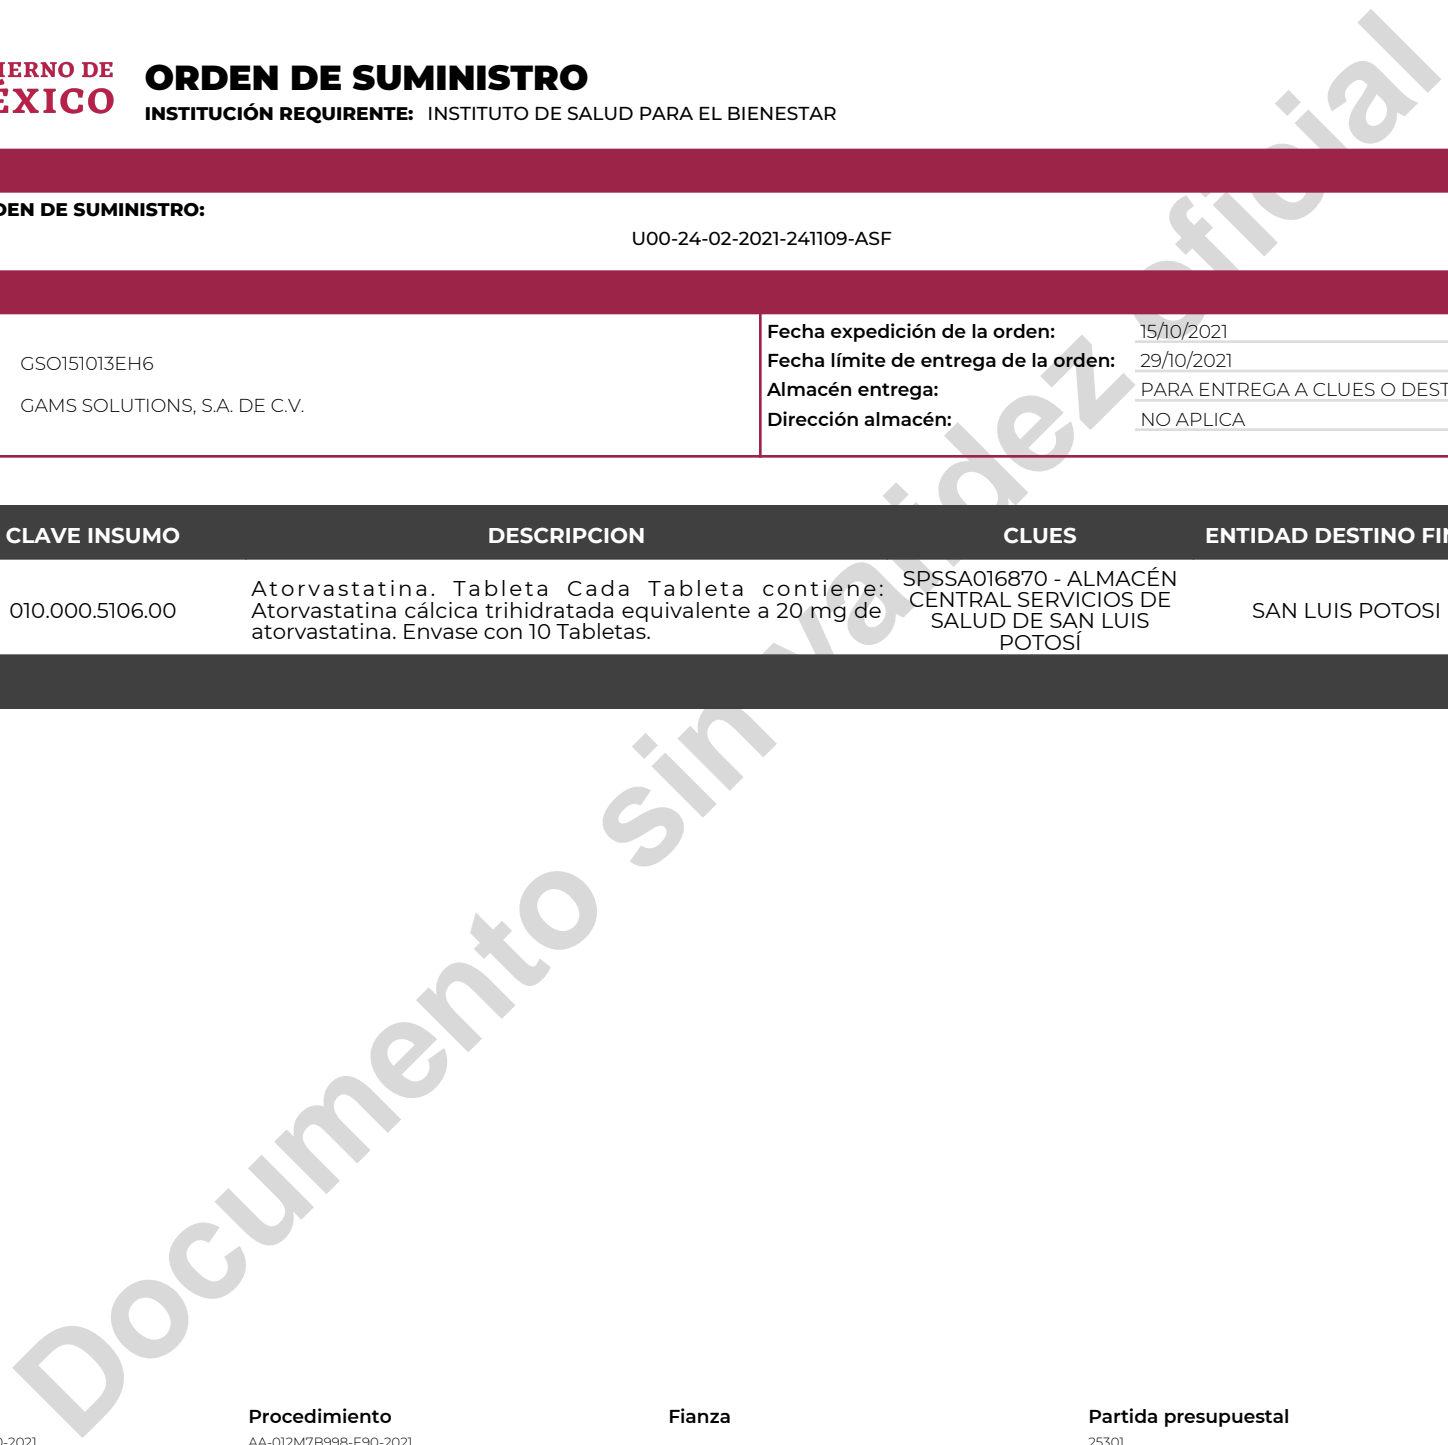 IERNO DE
ÉXICO
ORDEN DE SUMINISTRO
INSTITUCIÓN REQUIRENTE: INSTITUTO DE SALUD PARA EL BIENESTAR
DEN DE SUMINISTRO:
U00-24-02-2021-241109-ASF
GSO151013EH6
GAMS SOLUTIONS, S.A. DE C.V.
Fecha expedición de la orden: 15/10/2021
Fecha límite de entrega de la orden: 29/10/2021
Almacén entrega: PARA ENTREGA A CLUES O DEST
Dirección almacén: NO APLICA
CLAVE INSUMO DESCRIPCION CLUES ENTIDAD DESTINO FIN
010.000.5106.00
Atorvastatina. Tableta Cada Tableta contiene:
Atorvastatina cálcica trihidratada equivalente a 20 mg de
atorvastatina. Envase con 10 Tabletas.
SPSSA016870 - ALMACÉN
CENTRAL SERVICIOS DE
SALUD DE SAN LUIS
POTOSÍ
SAN LUIS POTOSI
Documento sin validez oficial
Procedimiento Fianza Partida presupuestal
0-2021 AA-012M7B998-E90-2021 25301